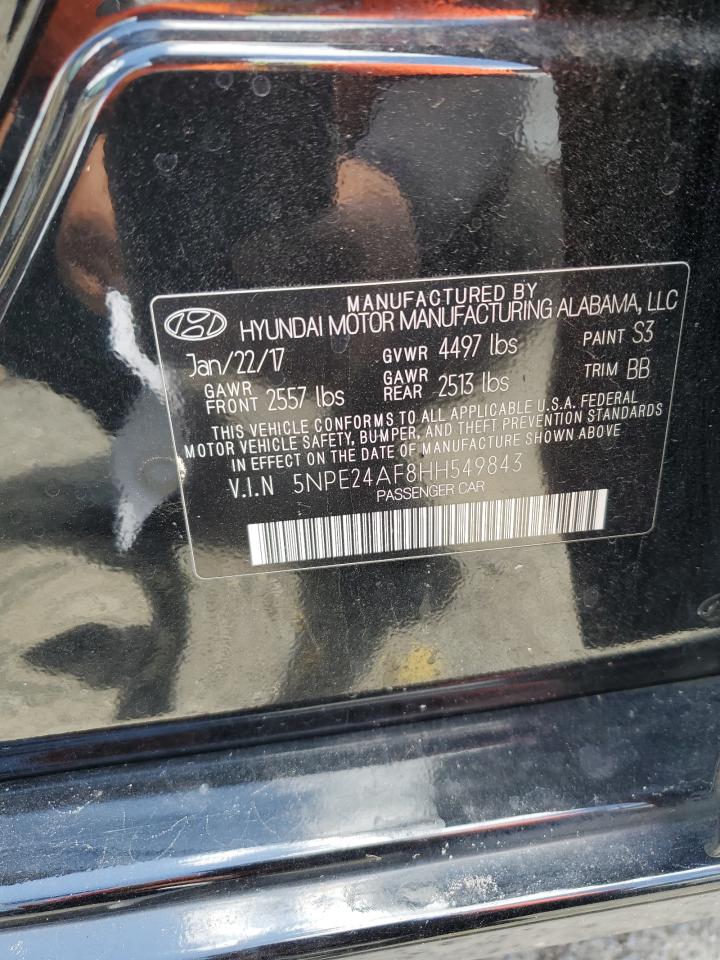 MANUFACTURED BY
HYUNDAI MOTOR MANUFACTURING ALABAMA, LLC
Jan/22/17 GVWR 4497 lbs PAINT S3
GAWR FRONT 2557 lbs GAWR REAR 2513 lbs TRIM BB
THIS VEHICLE CONFORMS TO ALL APPLICABLE U.S.A. FEDERAL
MOTOR VEHICLE SAFETY, BUMPER, AND THEFT PREVENTION STANDARDS
IN EFFECT ON THE DATE OF MANUFACTURE SHOWN ABOVE
V.I.N 5NPE24AF8HH549843
PASSENGER CAR